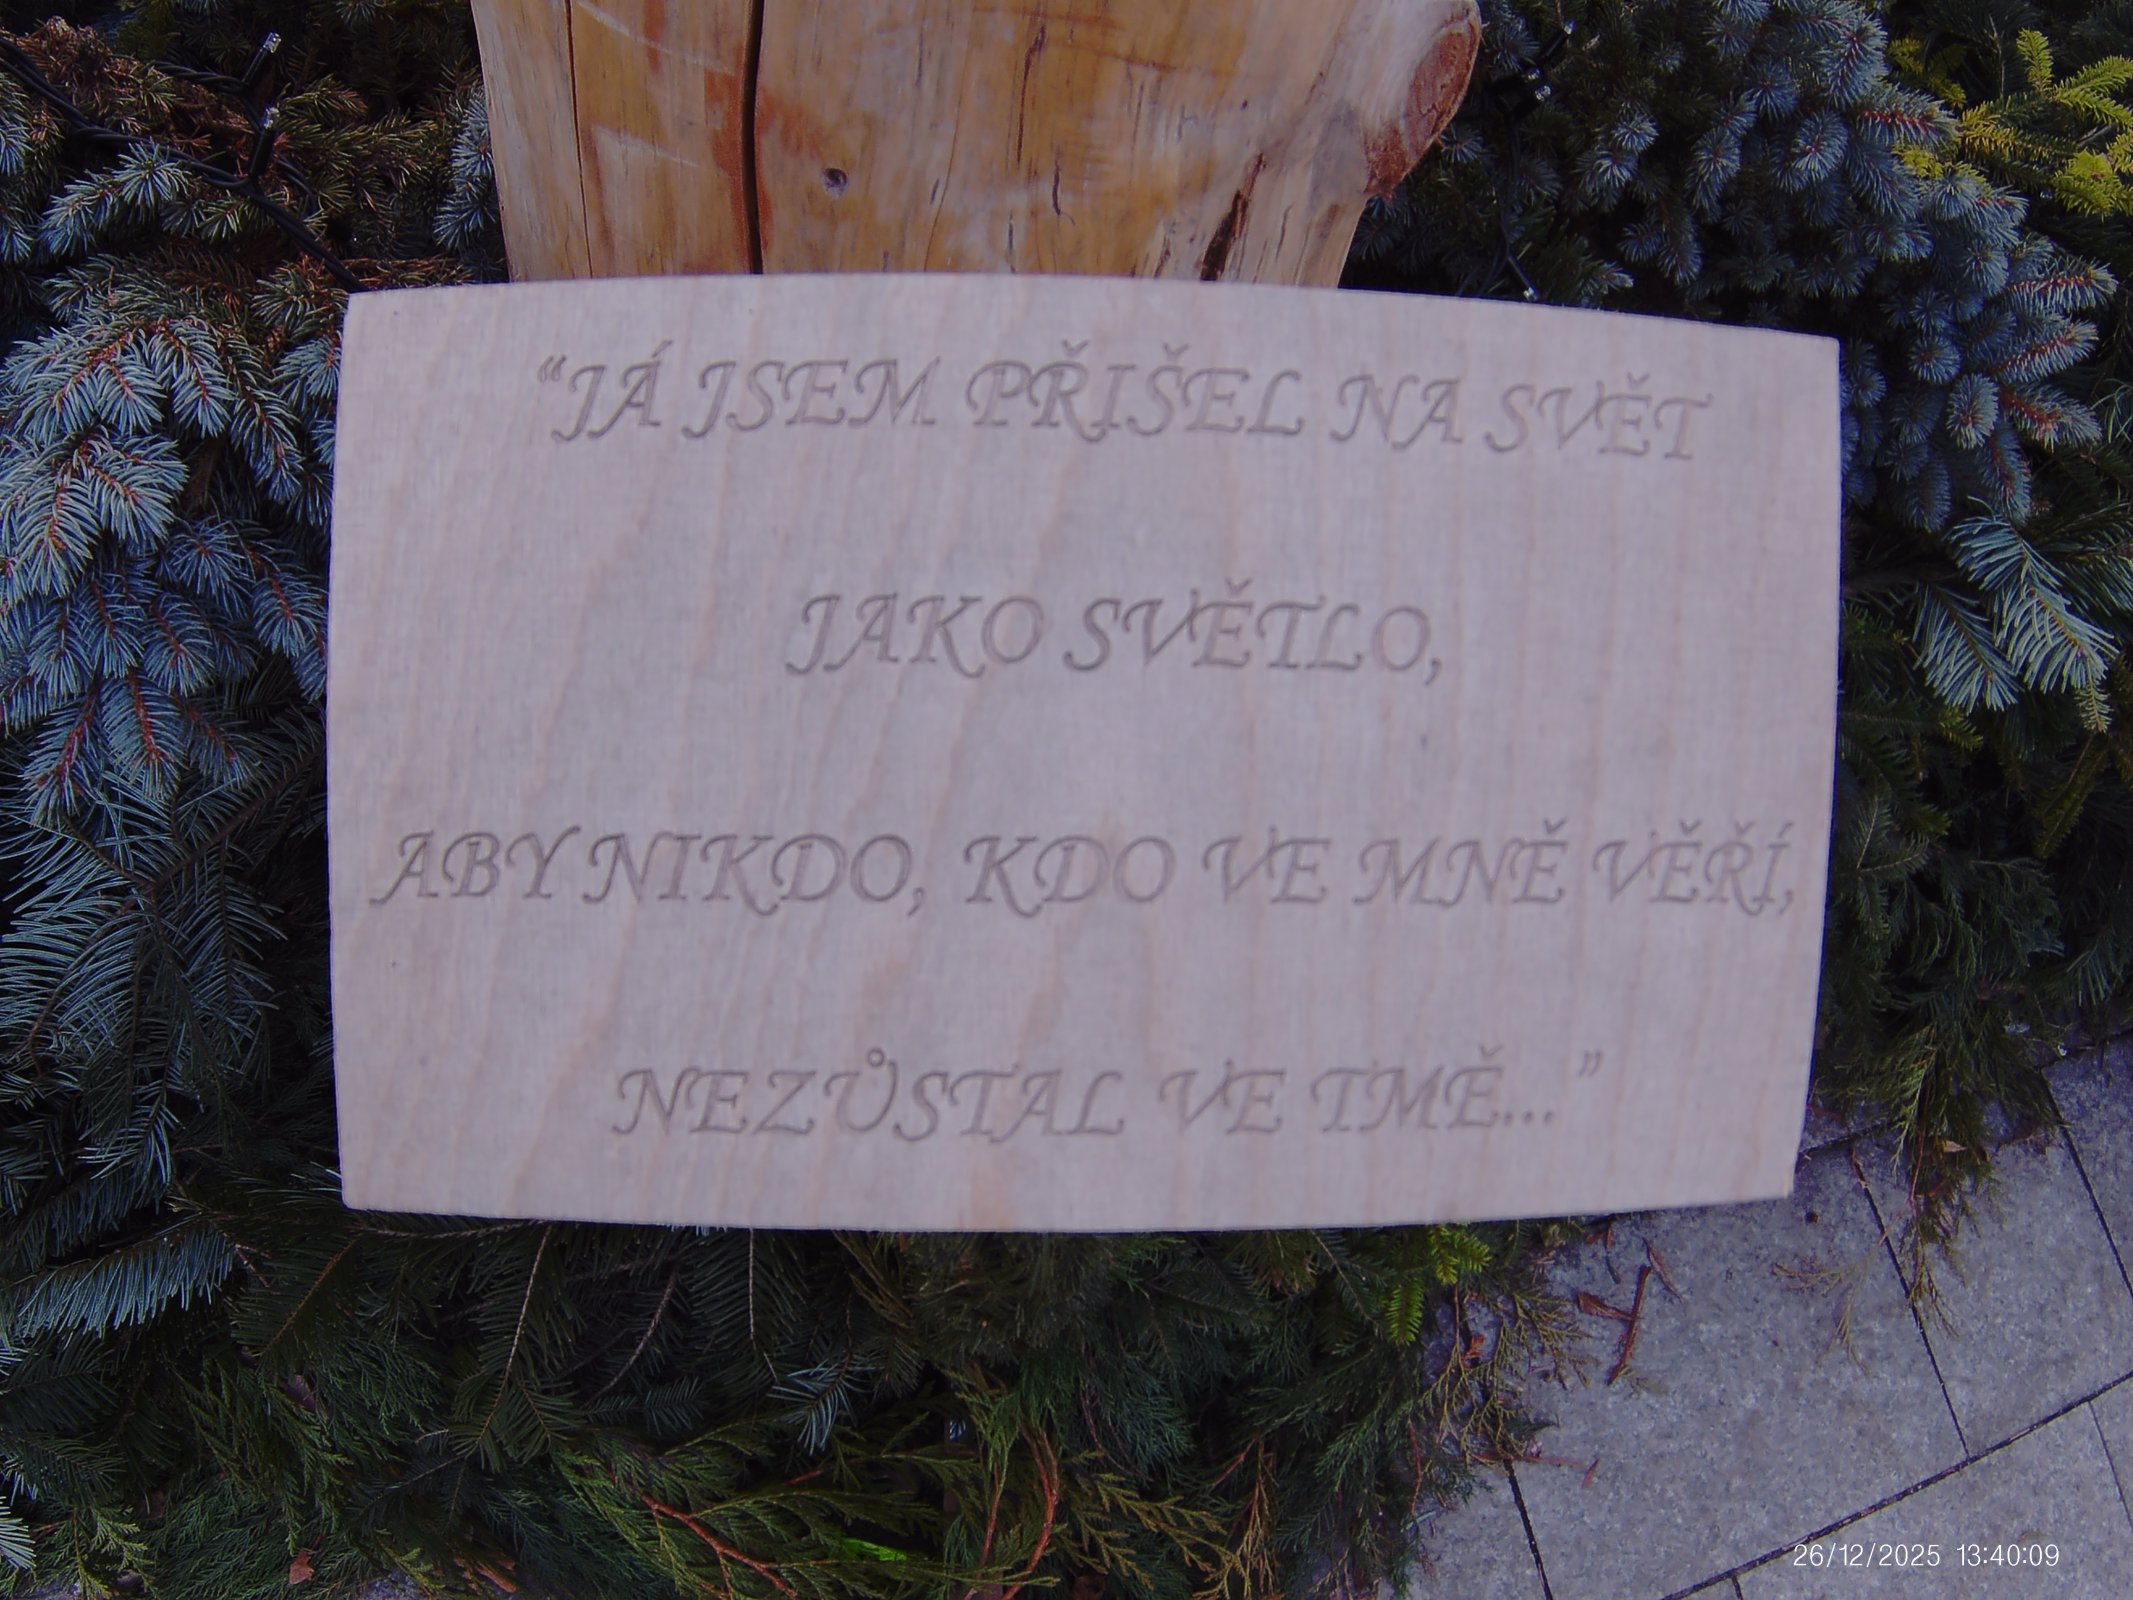 “JÁ JSEM PŘIŠEL NA SVĚT
JAKO SVĚTLO,
ABY NIKDO, KDO VE MNĚ VĚŘÍ,
NEZŮSTAL VE TMĚ...”
26/12/2025 13:40:09